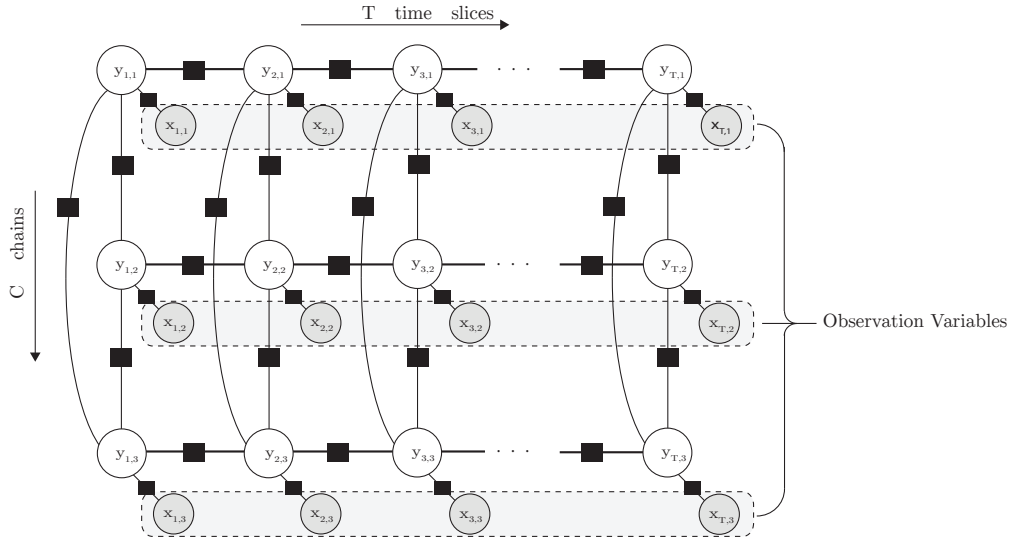 T time slices
y1,1 y2,1 y3,1 · · · yT,1
x1,1 x2,1 x3,1 xT,1
C chains
y1,2 y2,2 y3,2 · · · yT,2
x1,2 x2,2 x3,2 xT,2
Observation Variables
y1,3 y2,3 y3,3 · · · yT,3
x1,3 x2,3 x3,3 xT,3